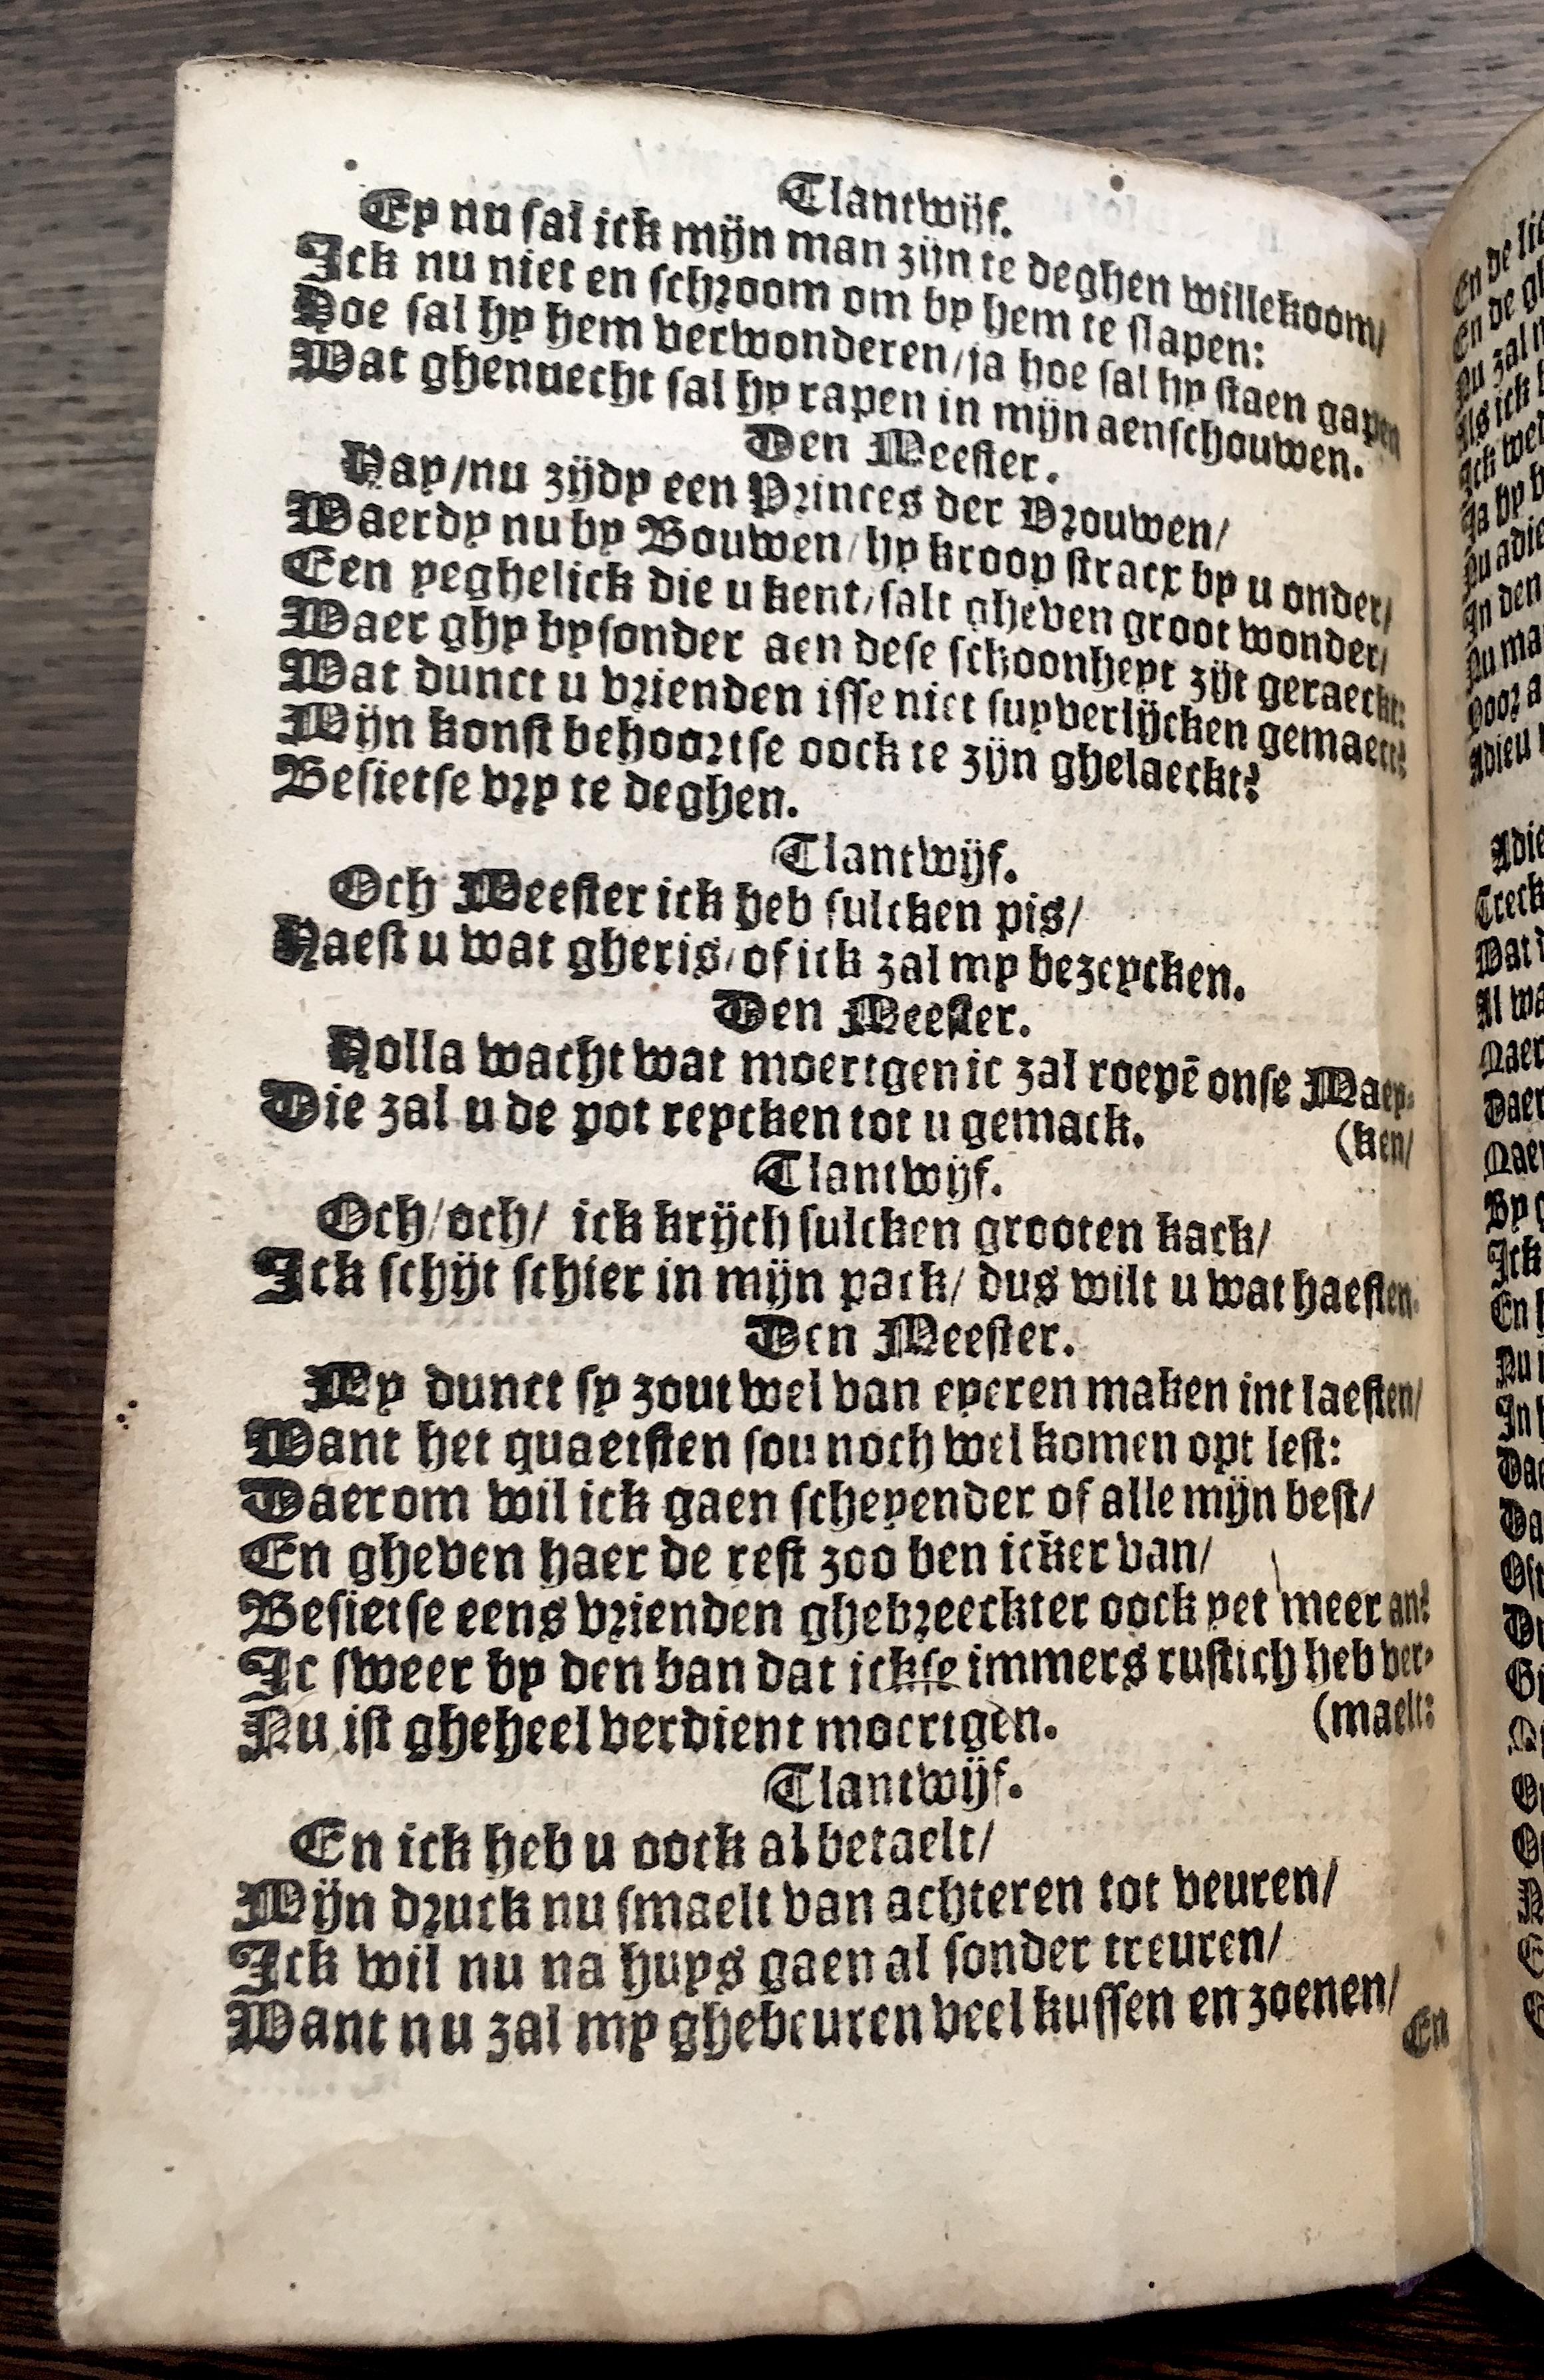 Tlantwijf.
Ey nu sal ick mijn man zijn te deghen willekoom/
Ick nu niet en schroom om by hem te slapen:
Hoe sal hy hem verwonderen/ja hoe sal hy staen gapen
Wat ghenuecht sal hy rapen in mijn aenschouwen.
Den Meester.
Hay/nu zijdy een Princes der Vrouwen/
Waerdy nu by Bouwen/hy kroop stracx by u onder/
Een yeghelick die u kent/salt gheven groot wonder/
Waer ghy bysonder aen dese schoonheyt zijt geraeckt:
Wat dunct u vrienden isse niet suyverlijcken gemaect?
Mijn konst behoortse oock te zijn ghelaeckt?
Besietse vry te deghen.
Tlantwijf.
Och Meester ick heb sulcken pis/
Haest u wat gheris/of ick zal my bezeycken.
Den Meester.
Holla wacht wat moertgen ic zal roepē onse Maey-
Die zal u de pot reycken tot u gemack. (ken/
Tlantwijf.
Och/och/ ick krijch sulcken grooten kack/
Ick schijt schier in mijn pack/ dus wilt u wat haesten.
Den Meester.
My dunct sy zout wel van eyeren maken int laesten/
Want het quaetsten sou noch wel komen opt lest:
Daerom wil ick gaen scheyender of alle mijn best/
En gheven haer de rest zoo ben icker van/
Besietse eens vrienden ghebreeckter oock yet meer an?
Ic sweer by den ban dat ickse immers rustich heb ver-
Nu ist gheheel verdient moertgen. (maelt:
Tlantwijf.
En ick heb u oock al betaelt/
Mijn druck nu smaelt van achteren tot veuren/
Ick wil nu na huys gaen al sonder treuren/
Want nu zal my ghebeuren veel kussen en zoenen/
En